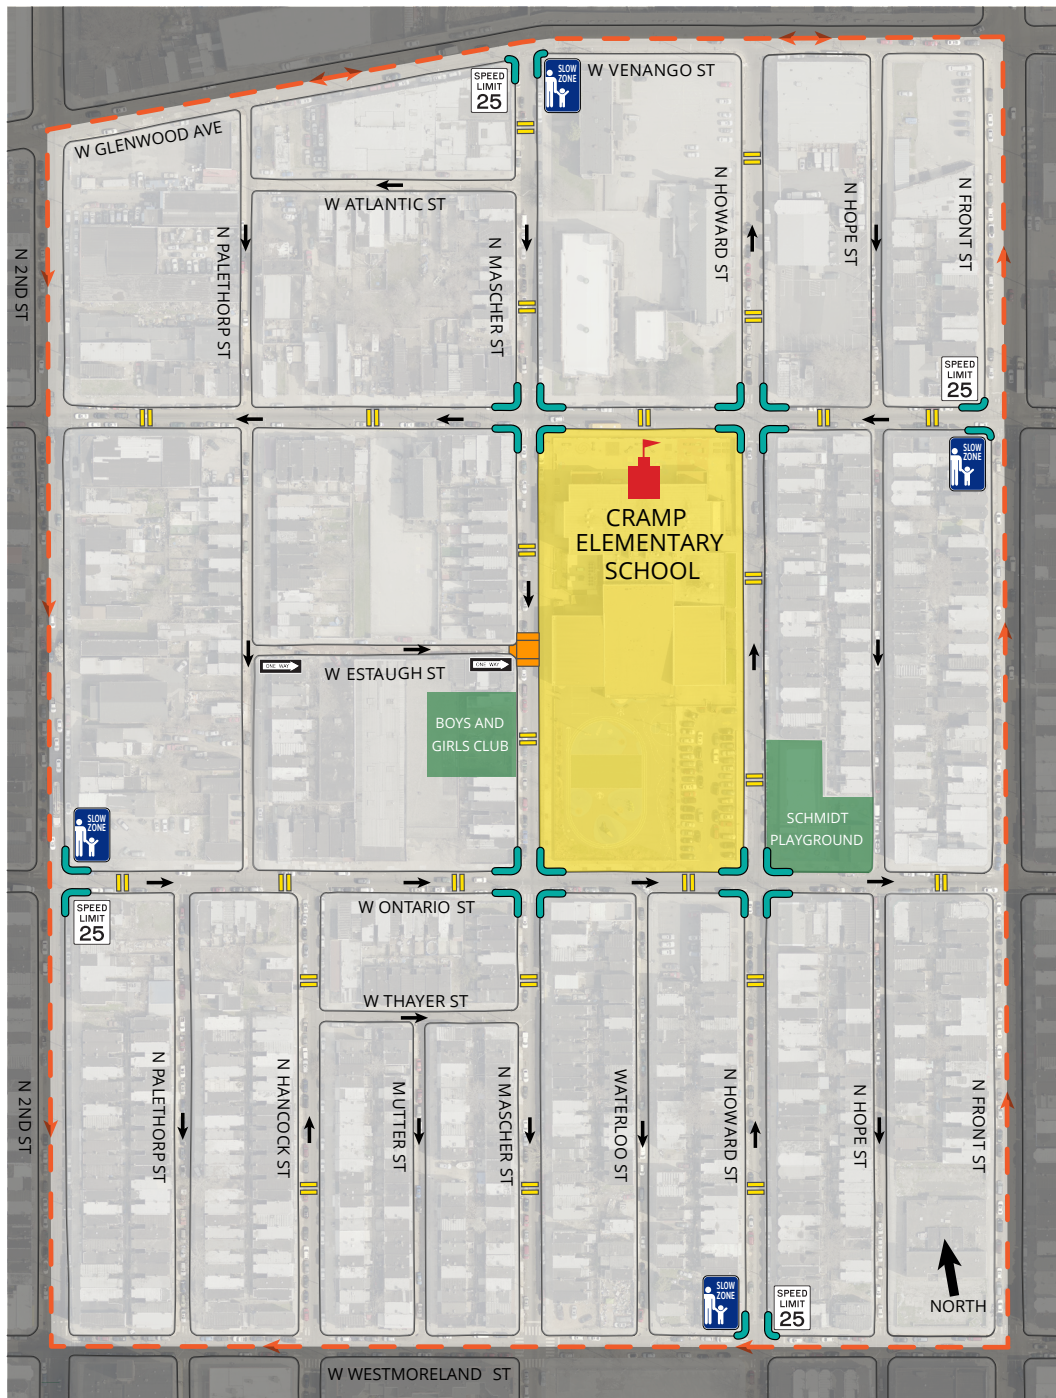 SPEED
LIMIT
25
SLOW
ZONE
W VENANGO ST
W GLENWOOD AVE
W ATLANTIC ST
N 2ND ST
N PALETHORP ST
N MASCHER ST
N HOWARD ST
N HOPE ST
N FRONT ST
SPEED
LIMIT
25
SLOW
ZONE
CRAMP
ELEMENTARY
SCHOOL
ONE WAY
ONE WAY
W ESTAUGH ST
BOYS AND
GIRLS CLUB
SLOW
ZONE
SCHMIDT
PLAYGROUND
SPEED
LIMIT
25
W ONTARIO ST
W THAYER ST
N 2ND ST
N PALETHORP ST
N HANCOCK ST
MUTTER ST
N MASCHER ST
WATERLOO ST
N HOWARD ST
N HOPE ST
N FRONT ST
SLOW
ZONE
SPEED
LIMIT
25
NORTH
W WESTMORELAND ST